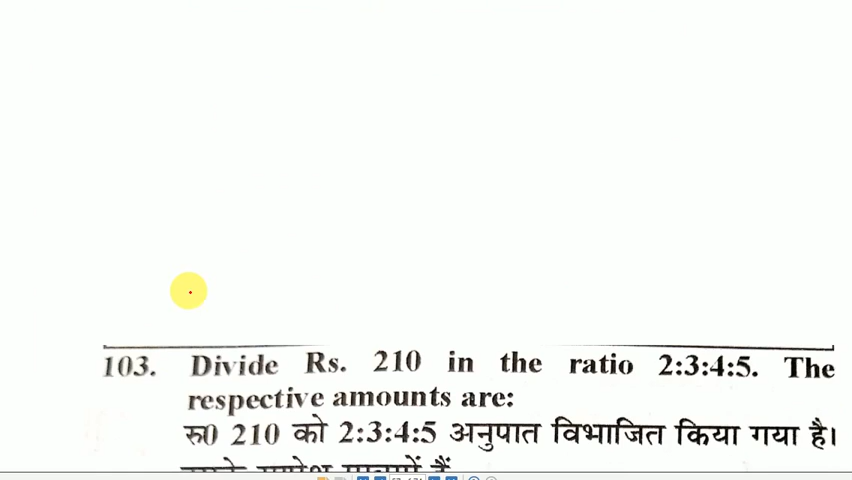 103. Divide Rs. 210 in the ratio 2:3:4:5. The
respective amounts are:
रु0 210 को 2:3:4:5 अनुपात विभाजित किया गया है।